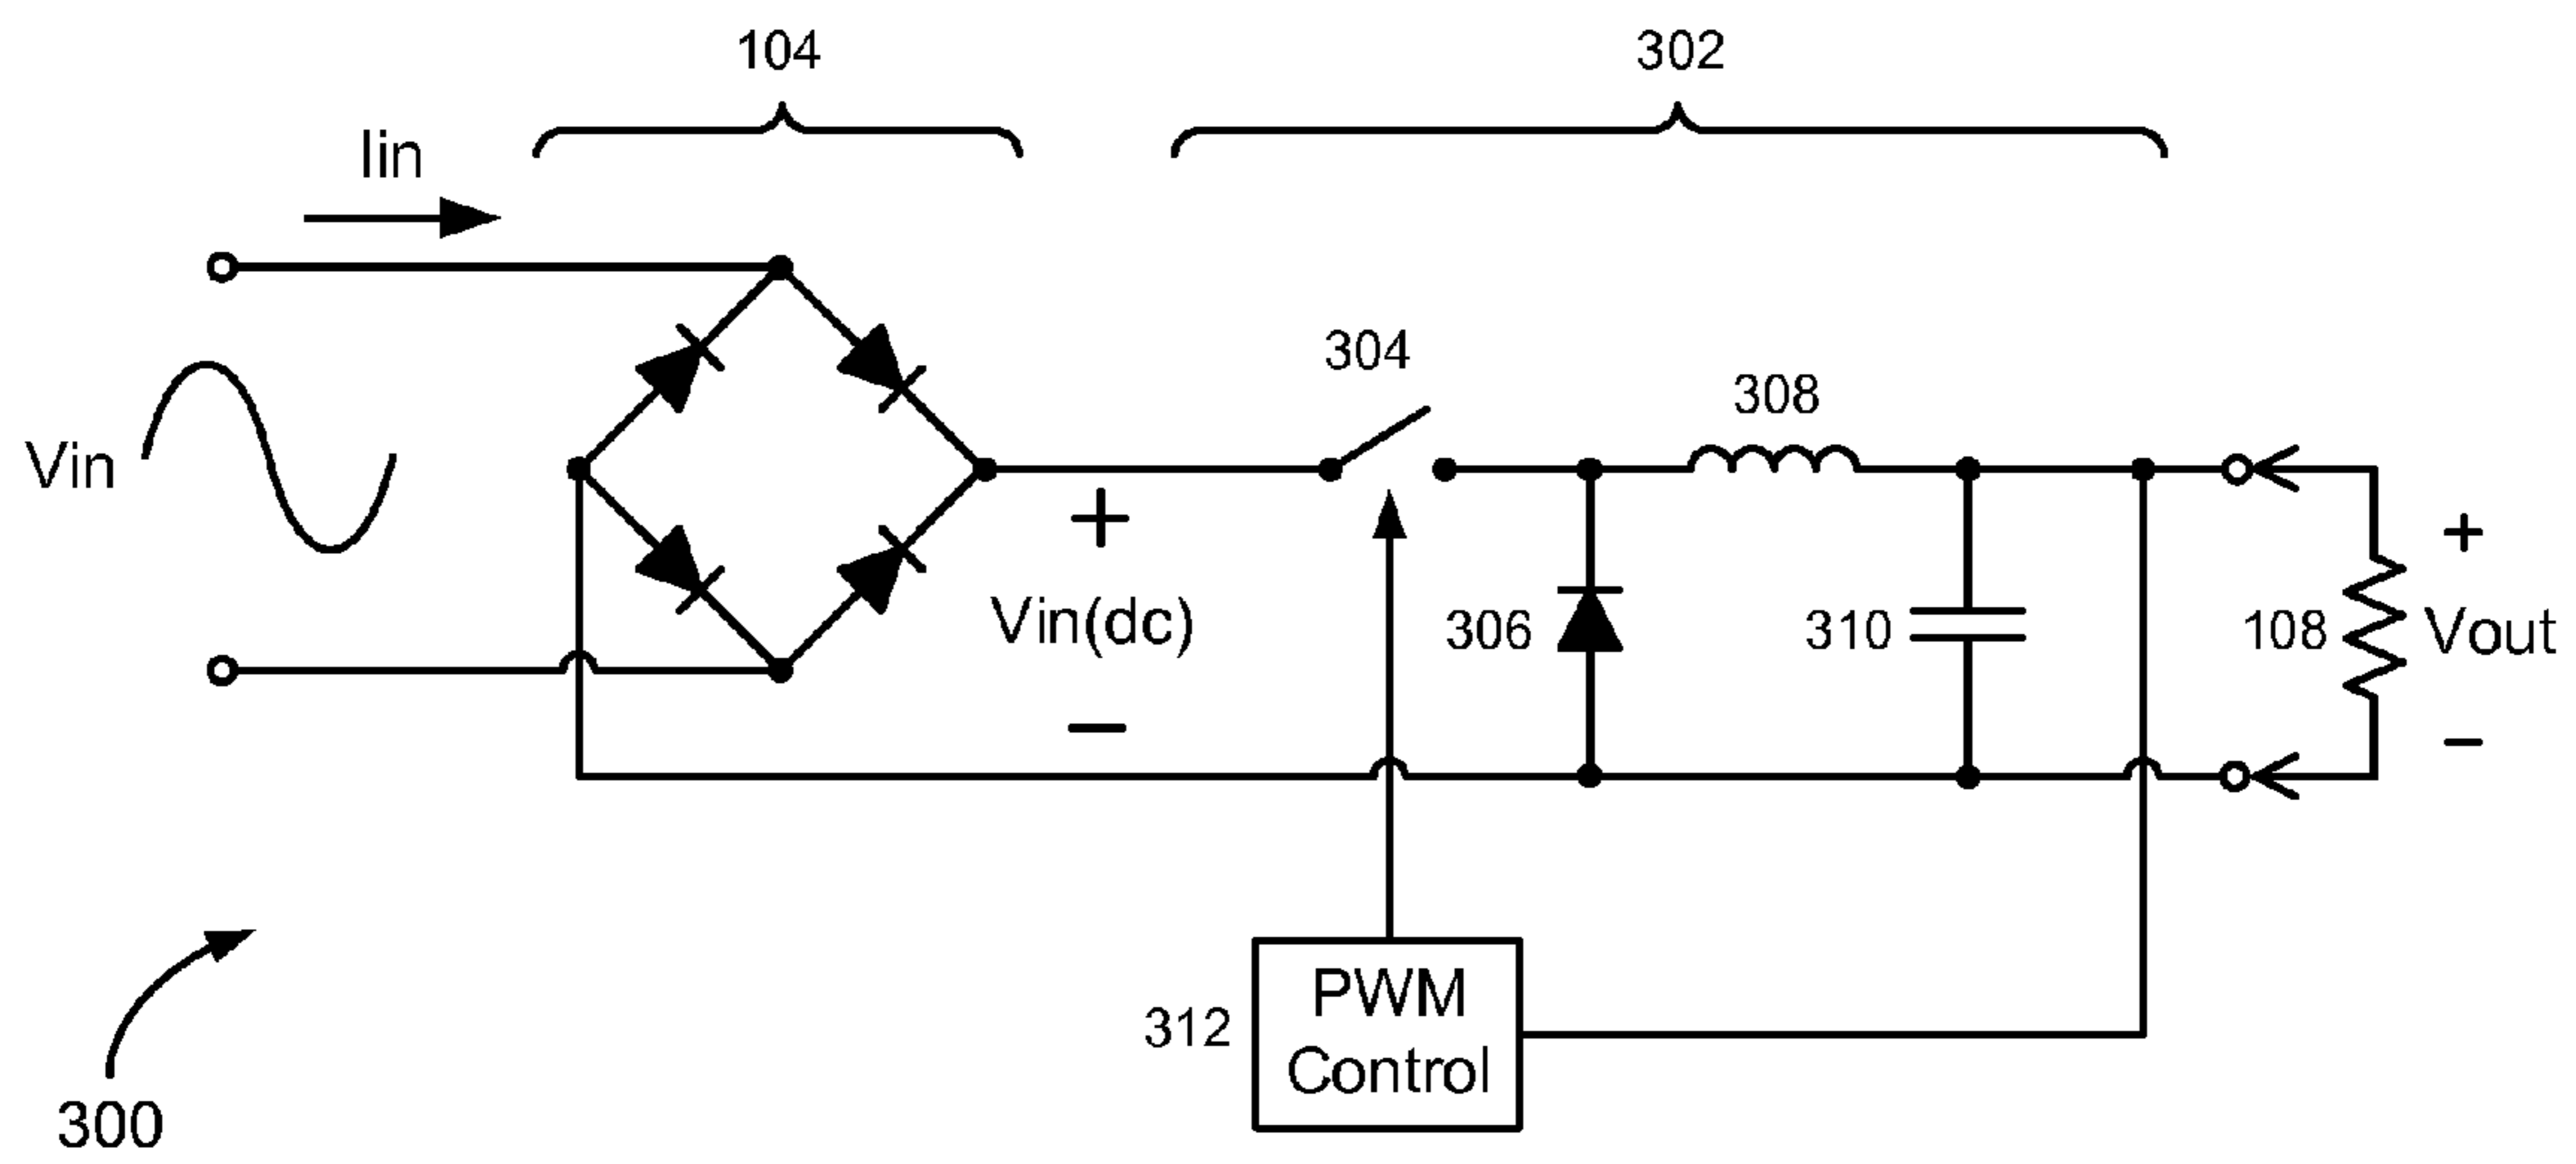 104
302
Iin
304
308
Vin
+
+
Vin(dc)
306
310
108
Vout
−
−
PWM
312
Control
300